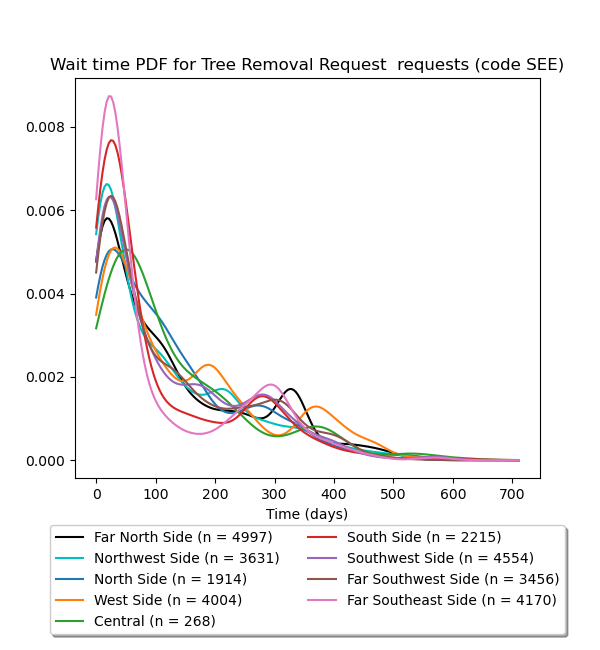 Wait time PDF for Tree Removal Request  requests (code SEE)
0.008
0.006
0.004
0.002
0.000
0 100 200 300 400 500 600 700
Time (days)
Far North Side (n = 4997)
Northwest Side (n = 3631)
North Side (n = 1914)
West Side (n = 4004)
Central (n = 268)
South Side (n = 2215)
Southwest Side (n = 4554)
Far Southwest Side (n = 3456)
Far Southeast Side (n = 4170)